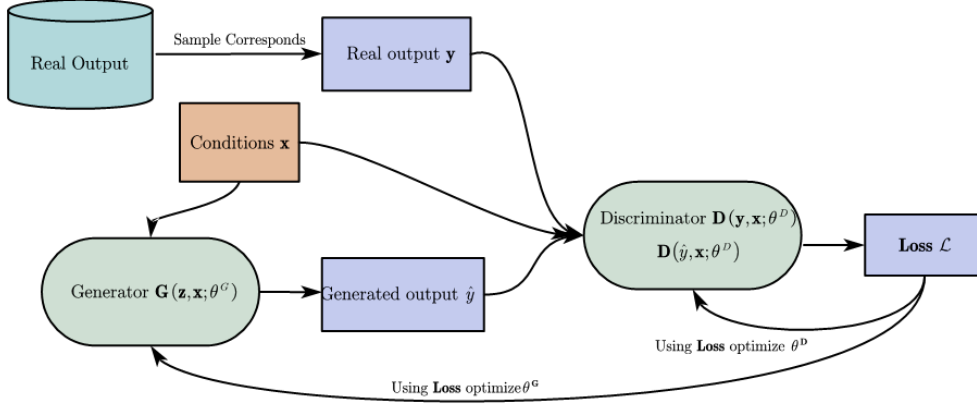 Sample Corresponds
Real Output
Real output y
Conditions x
Discriminator D(y, x; θ^D)
D(ŷ, x; θ^D)
Loss ℒ
Generator G(z, x; θ^G)
Generated output ŷ
Using Loss optimize θ^D
Using Loss optimize θ^G